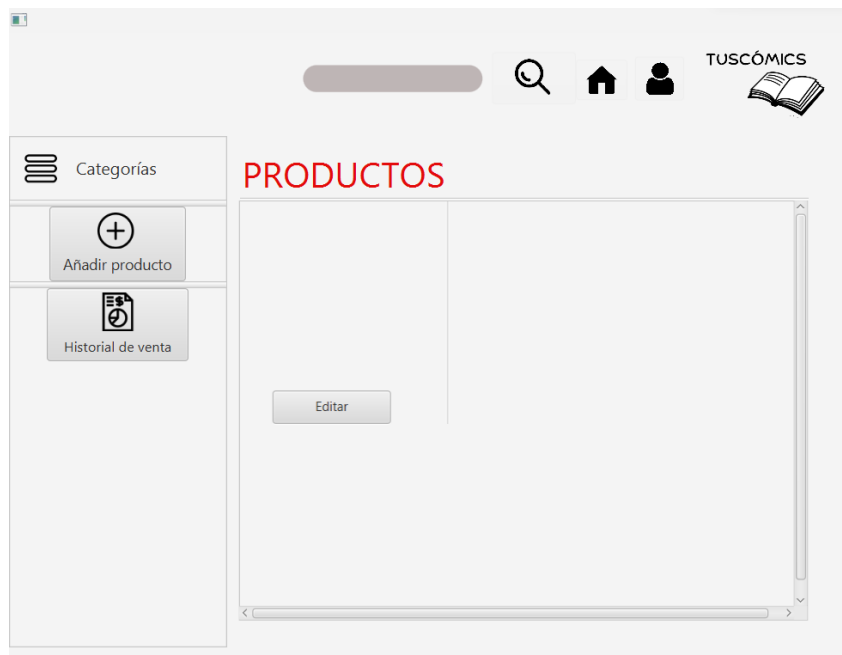 TUSCÓMICS
Categorías
PRODUCTOS
Añadir producto
Historial de venta
Editar